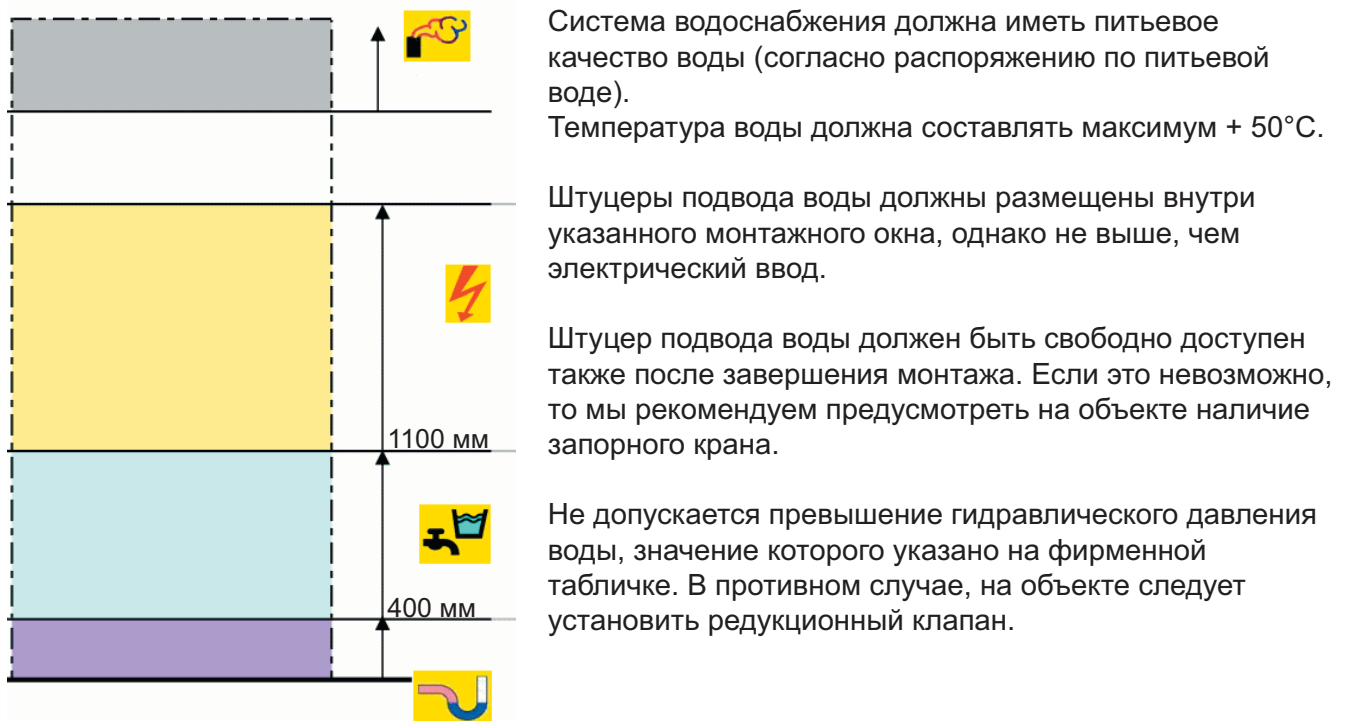 Система водоснабжения должна иметь питьевое
качество воды (согласно распоряжению по питьевой
воде).
Температура воды должна составлять максимум + 50°C.
Штуцеры подвода воды должны размещены внутри
указанного монтажного окна, однако не выше, чем
электрический ввод.
Штуцер подвода воды должен быть свободно доступен
также после завершения монтажа. Если это невозможно,
то мы рекомендуем предусмотреть на объекте наличие
запорного крана.
Не допускается превышение гидравлического давления
воды, значение которого указано на фирменной
табличке. В противном случае, на объекте следует
установить редукционный клапан.
1100 мм
400 мм